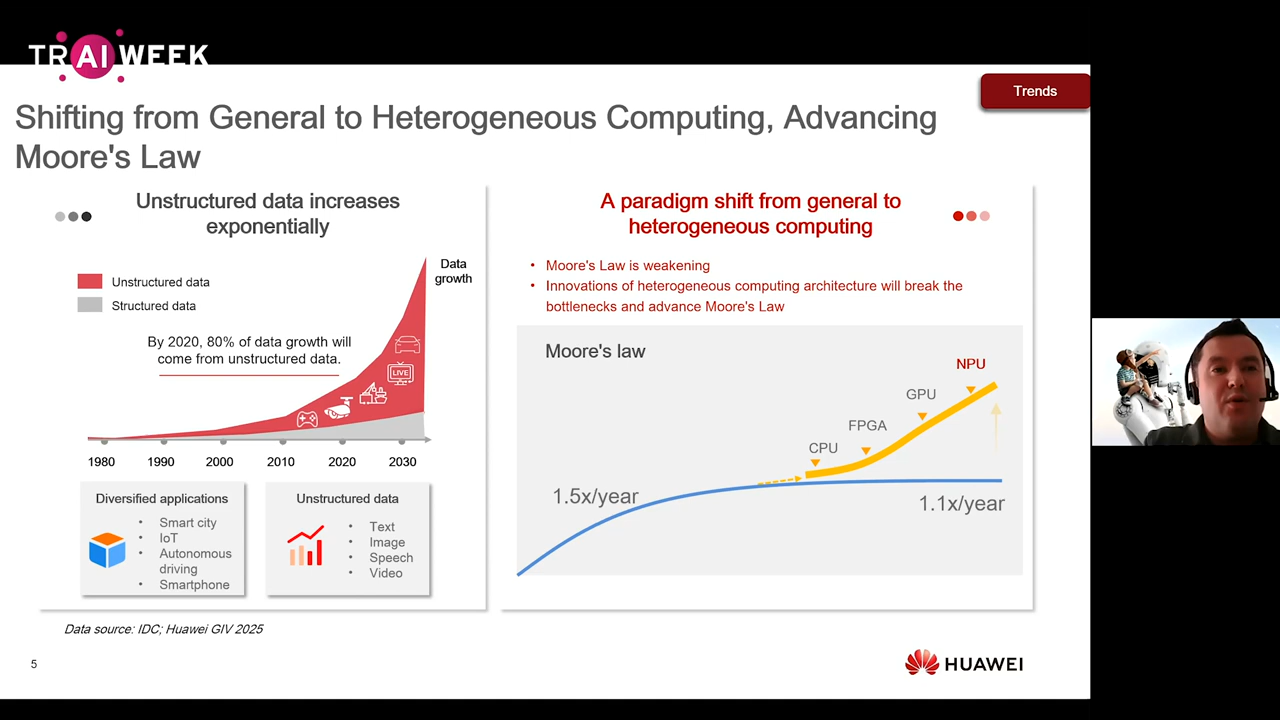 TRAIWEEK
Trends
Shifting from General to Heterogeneous Computing, Advancing
Moore's Law
Unstructured data increases
exponentially
Unstructured data
Structured data
Data
growth
By 2020, 80% of data growth will
come from unstructured data.
LIVE
1980 1990 2000 2010 2020 2030
Diversified applications
• Smart city
• IoT
• Autonomous
driving
• Smartphone
Unstructured data
• Text
• Image
• Speech
• Video
A paradigm shift from general to
heterogeneous computing
• Moore's Law is weakening
• Innovations of heterogeneous computing architecture will break the
bottlenecks and advance Moore's Law
Moore's law
NPU
GPU
FPGA
CPU
1.5x/year
1.1x/year
Data source: IDC; Huawei GIV 2025
5
HUAWEI